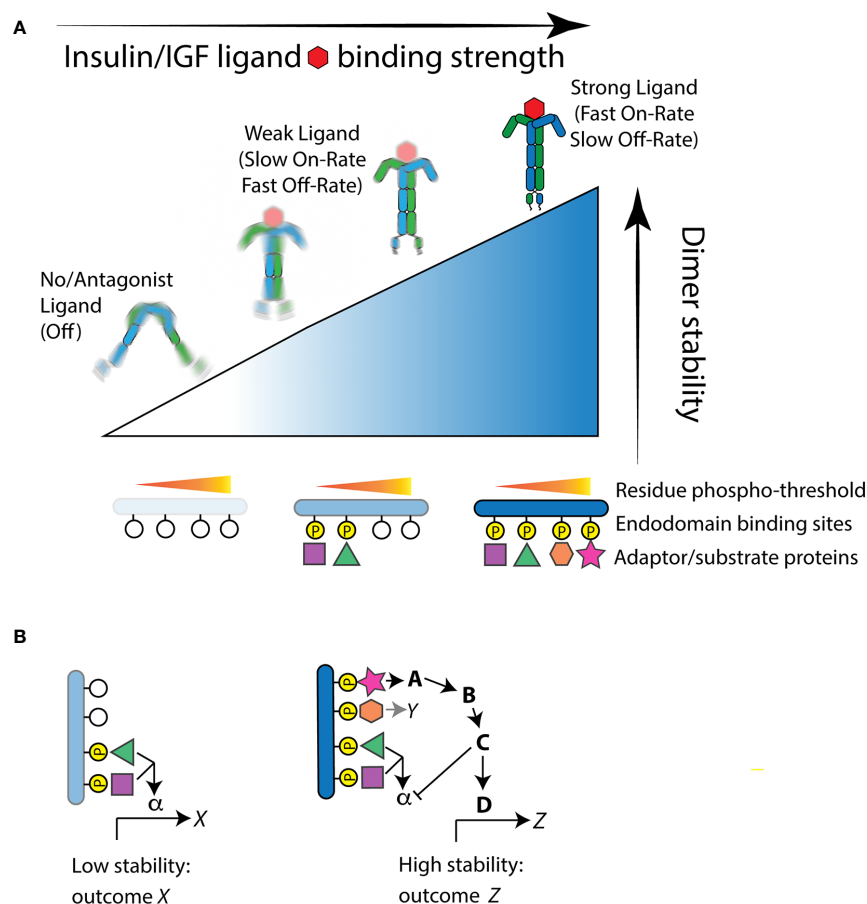 A
Insulin/IGF ligand binding strength
Strong Ligand
(Fast On-Rate
Slow Off-Rate)
Weak Ligand
(Slow On-Rate
Fast Off-Rate)
No/Antagonist
Ligand
(Off)
Dimer stability
Residue phospho-threshold
Endodomain binding sites
P P P P P P
Adaptor/substrate proteins
B
P A
B
P Y
C
P P
P P
α α D
X Z
Low stability:
outcome X
High stability:
outcome Z